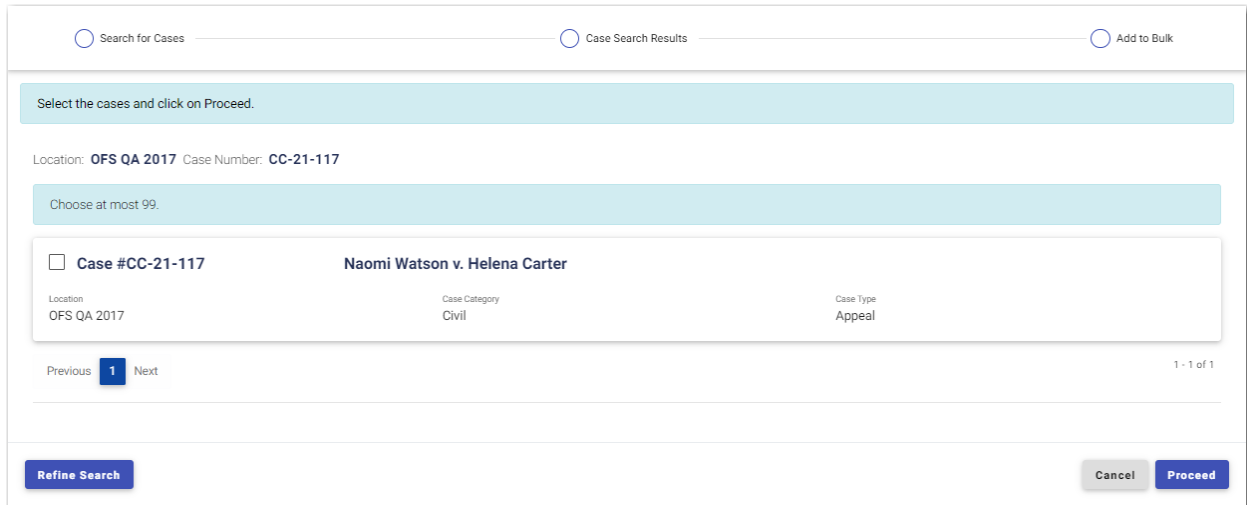 Search for Cases Case Search Results Add to Bulk
Select the cases and click on Proceed.
Location: OFS QA 2017 Case Number: CC-21-117
Choose at most 99.
Case #CC-21-117 Naomi Watson v. Helena Carter
Location Case Category Case Type
OFS QA 2017 Civil Appeal
Previous 1 Next 1 - 1 of 1
Refine Search Cancel Proceed